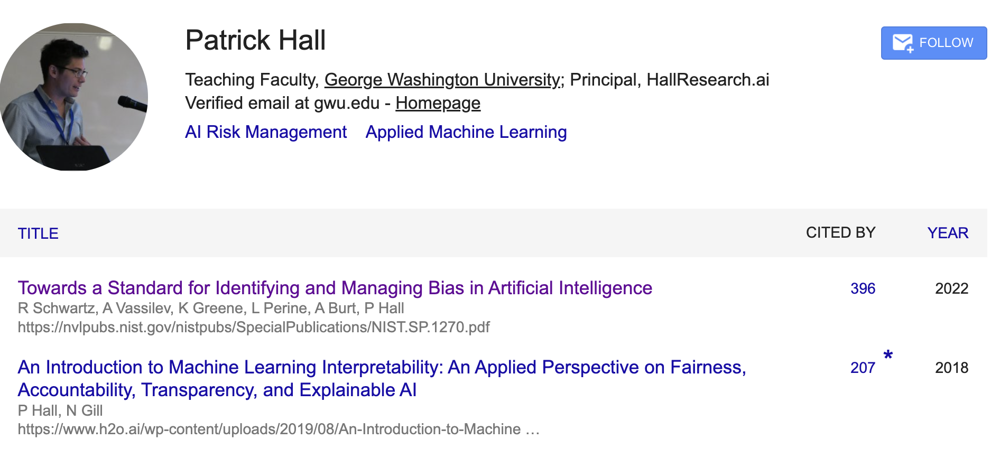 Patrick Hall
FOLLOW
Teaching Faculty, George Washington University; Principal, HallResearch.ai
Verified email at gwu.edu - Homepage
AI Risk Management Applied Machine Learning
TITLE CITED BY YEAR
Towards a Standard for Identifying and Managing Bias in Artificial Intelligence 396 2022
R Schwartz, A Vassilev, K Greene, L Perine, A Burt, P Hall
https://nvlpubs.nist.gov/nistpubs/SpecialPublications/NIST.SP.1270.pdf
An Introduction to Machine Learning Interpretability: An Applied Perspective on Fairness, 207 * 2018
Accountability, Transparency, and Explainable AI
P Hall, N Gill
https://www.h2o.ai/wp-content/uploads/2019/08/An-Introduction-to-Machine …